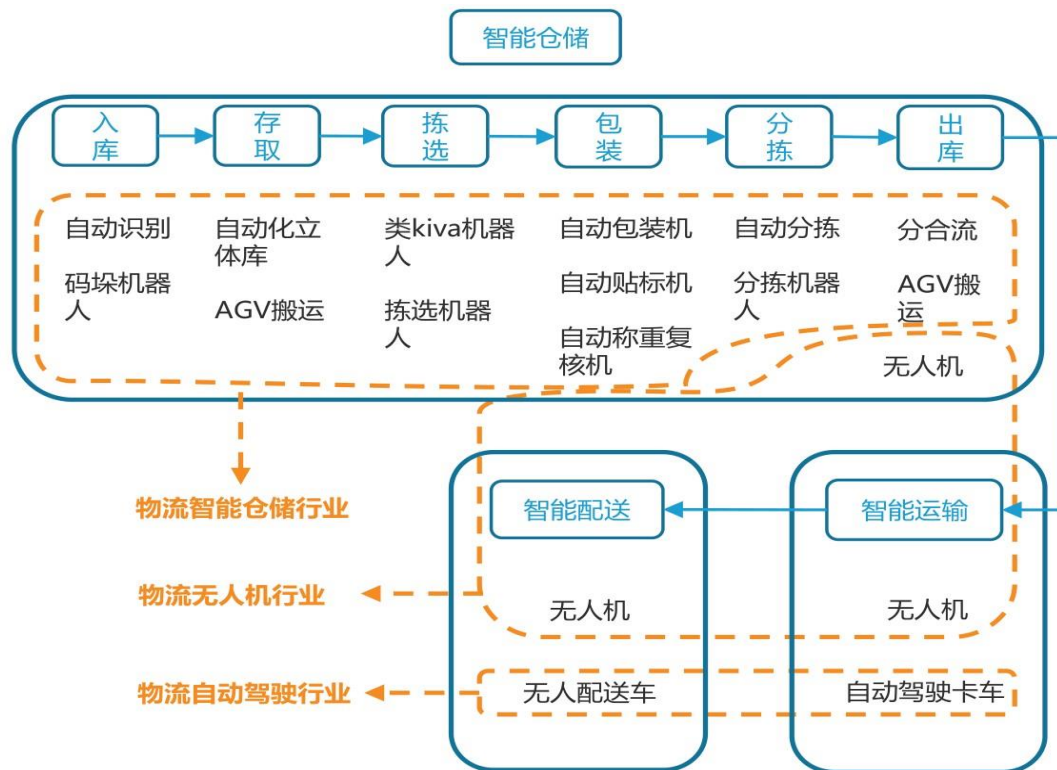 智能仓储
入库
存取
拣选
包装
分拣
出库
自动识别
码垛机器
人
自动化立
体库
AGV搬运
类kiva机器
人
拣选机器
人
自动包装机
自动贴标机
自动称重复
核机
自动分拣
分拣机器
人
分合流
AGV搬
运
无人机
物流智能仓储行业
智能配送
智能运输
物流无人机行业
无人机
无人机
物流自动驾驶行业
无人配送车
自动驾驶卡车